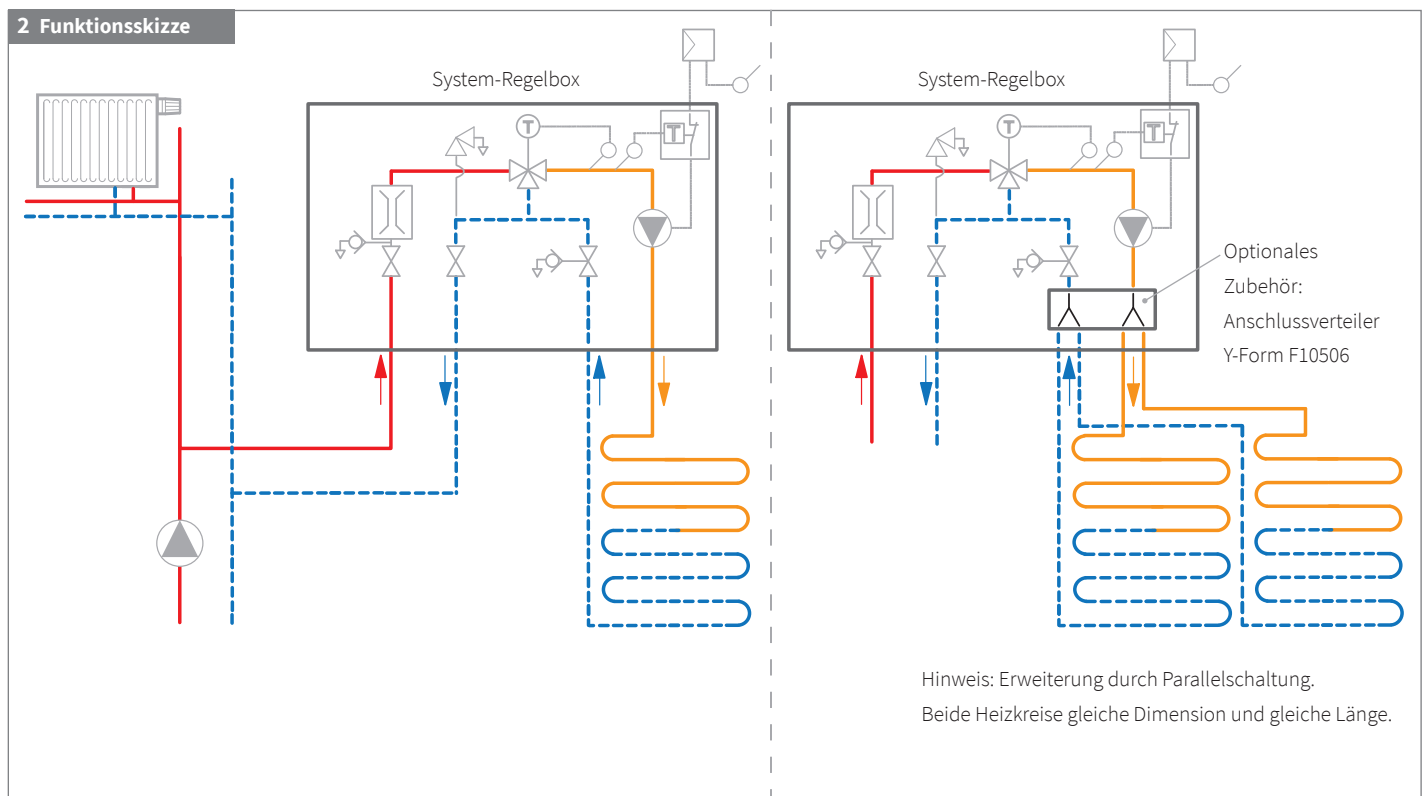 2 Funktionsskizze
System-Regelbox
T
T
System-Regelbox
T
T
Optionales
Zubehör:
Anschlussverteiler
Y-Form F10506
Hinweis: Erweiterung durch Parallelschaltung.
Beide Heizkreise gleiche Dimension und gleiche Länge.